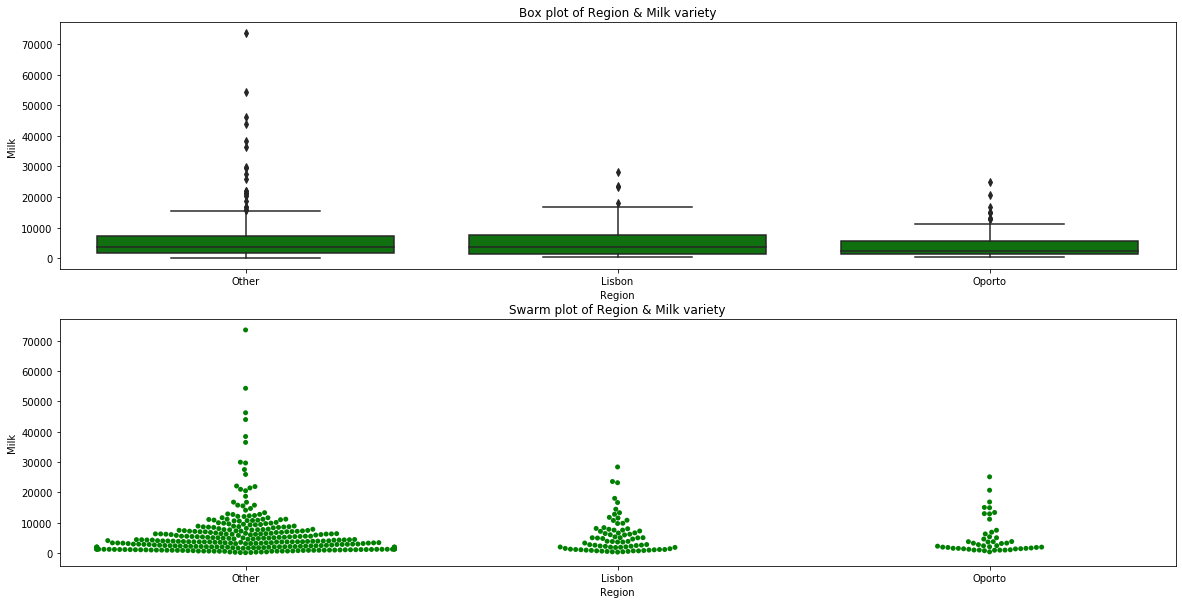 Box plot of Region & Milk variety
70000
60000
50000
40000
30000
20000
10000
0
Milk
Other Lisbon Oporto
Region
Swarm plot of Region & Milk variety
70000
60000
50000
40000
30000
20000
10000
0
Milk
Other Lisbon Oporto
Region